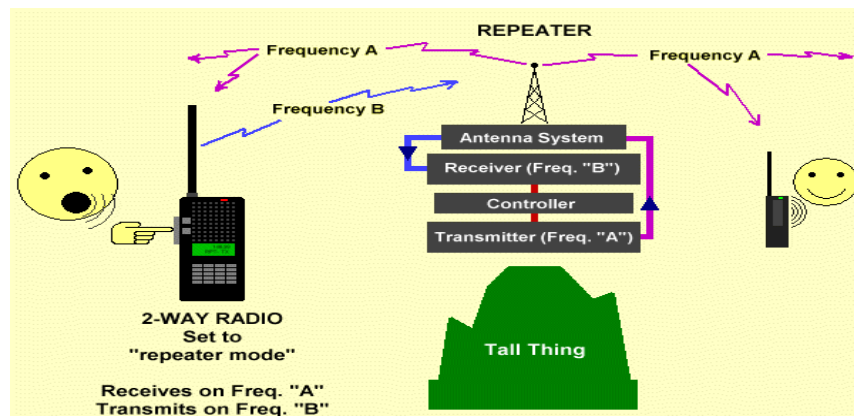 REPEATER
Frequency A
Frequency A
Frequency B
Antenna System
Receiver (Freq. "B")
Controller
Transmitter (Freq. "A")
2-WAY RADIO
Set to
"repeater mode"
Tall Thing
Receives on Freq. "A"
Transmits on Freq. "B"